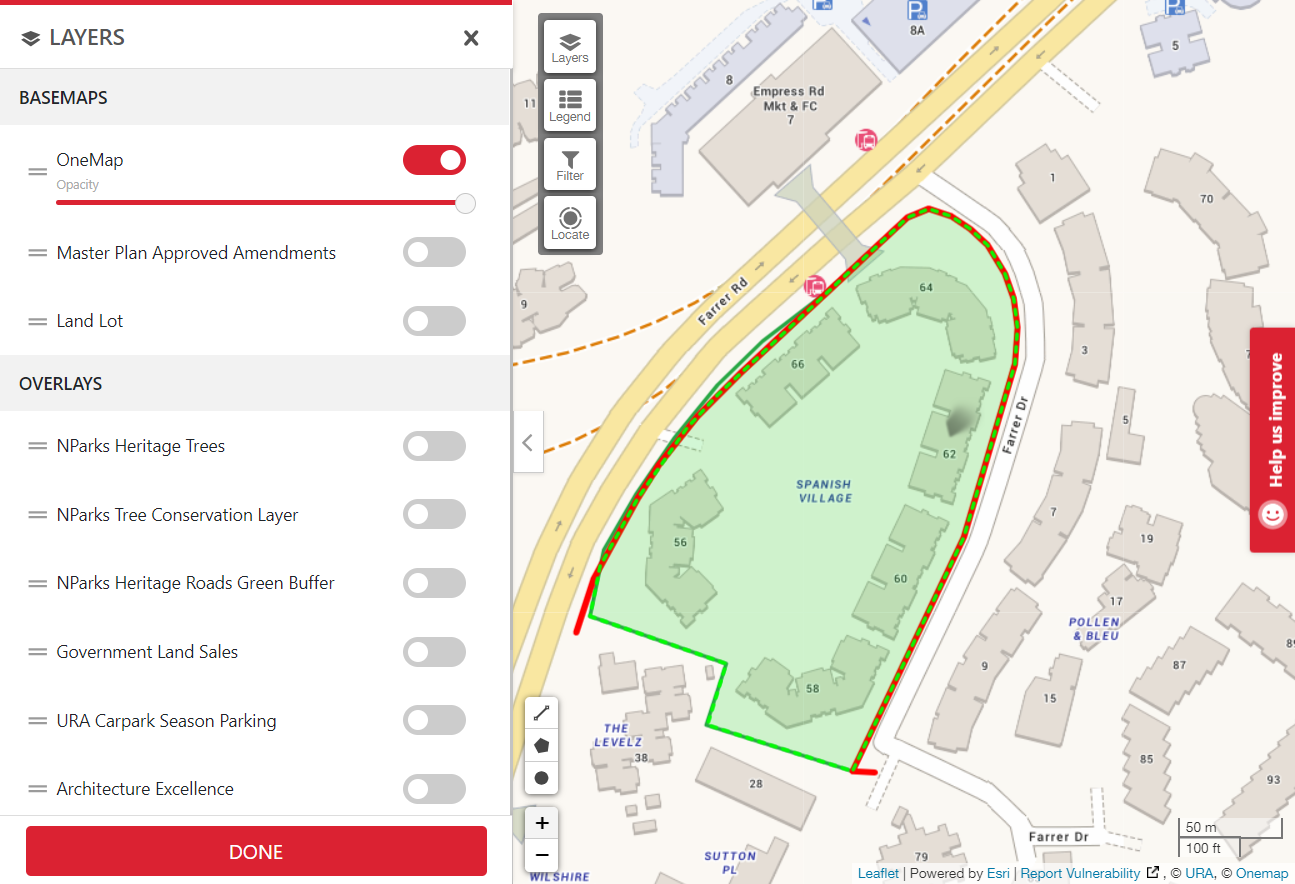 LAYERS
BASEMAPS
OneMap
Opacity
Master Plan Approved Amendments
Land Lot
OVERLAYS
NParks Heritage Trees
NParks Tree Conservation Layer
NParks Heritage Roads Green Buffer
Government Land Sales
URA Carpark Season Parking
Architecture Excellence
DONE
Layers
Legend
Filter
Locate
P
P
P
8A
5
8
11
Empress Rd
Mkt & FC
7
1
70
9
Farrer Rd
64
3
66
5
Farrer Dr
62
SPANISH
VILLAGE
7
56
19
60
17
POLLEN
& BLEU
9
87
58
15
THE
LEVELZ
38
85
28
93
50 m
100 ft
Farrer Dr
79
SUTTON
PL
WILSHIRE
Help us improve
+
−
Leaflet | Powered by Esri | Report Vulnerability , © URA, © Onemap